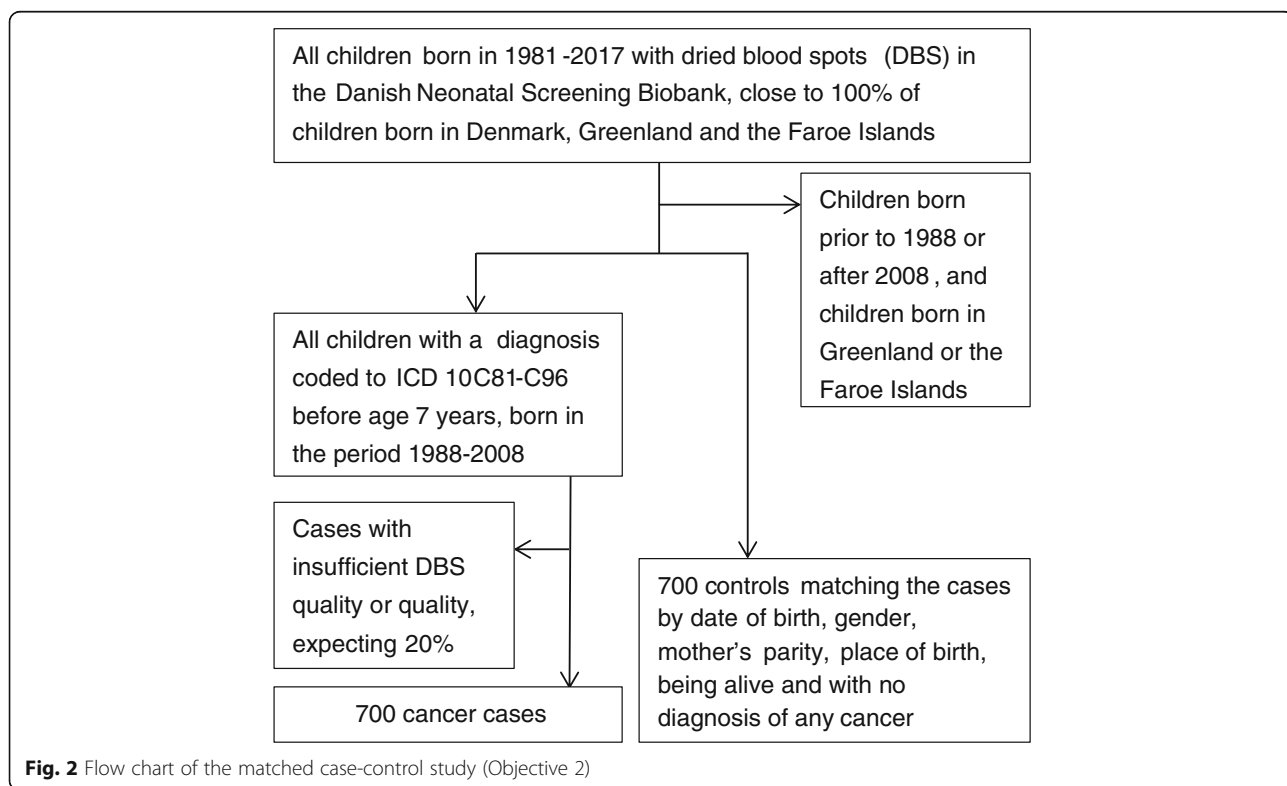 All children born in 1981-2017 with dried blood spots (DBS) in
the Danish Neonatal Screening Biobank, close to 100% of
children born in Denmark, Greenland and the Faroe Islands
Children born
prior to 1988 or
after 2008, and
children born in
Greenland or the
Faroe Islands
All children with a diagnosis
coded to ICD 10C81-C96
before age 7 years, born in
the period 1988-2008
Cases with
insufficient DBS
quality or quality,
expecting 20%
700 cancer cases
700 controls matching the cases
by date of birth, gender,
mother's parity, place of birth,
being alive and with no
diagnosis of any cancer
Fig. 2 Flow chart of the matched case-control study (Objective 2)